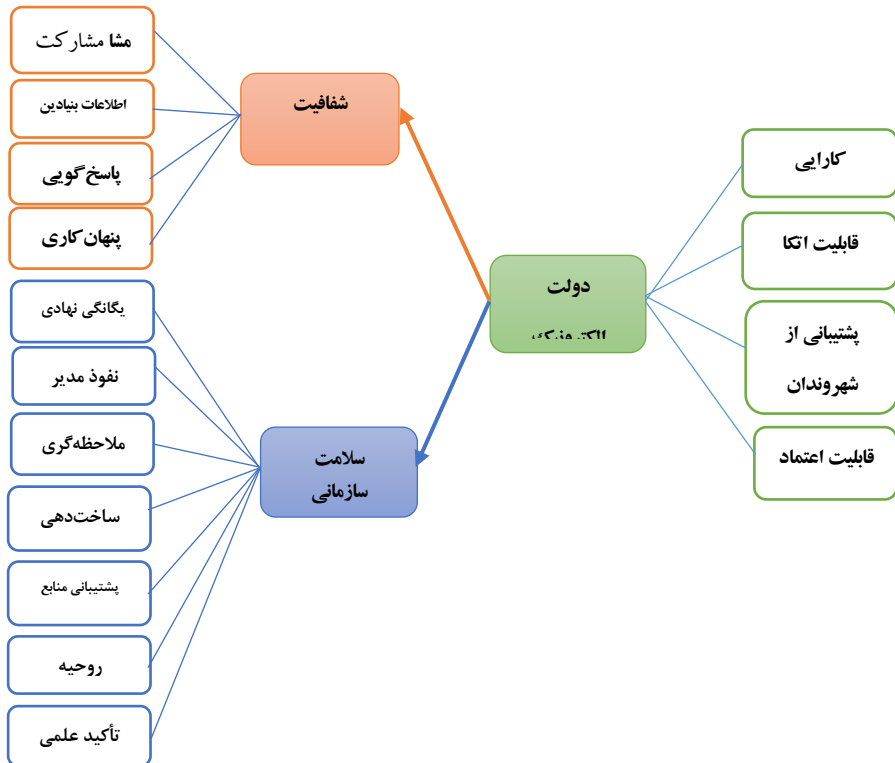 مشا مشارکت
اطلاعات بنیادین
پاسخ‌گویی
پنهان‌کاری
شفافیت
کارایی
قابلیت اتکا
پشتیبانی از
شهروندان
قابلیت اعتماد
دولت
الکترونیک
یگانگی نهادی
نفوذ مدیر
ملاحظه‌گری
ساخت‌دهی
پشتیبانی منابع
روحیه
تأکید علمی
سلامت
سازمانی